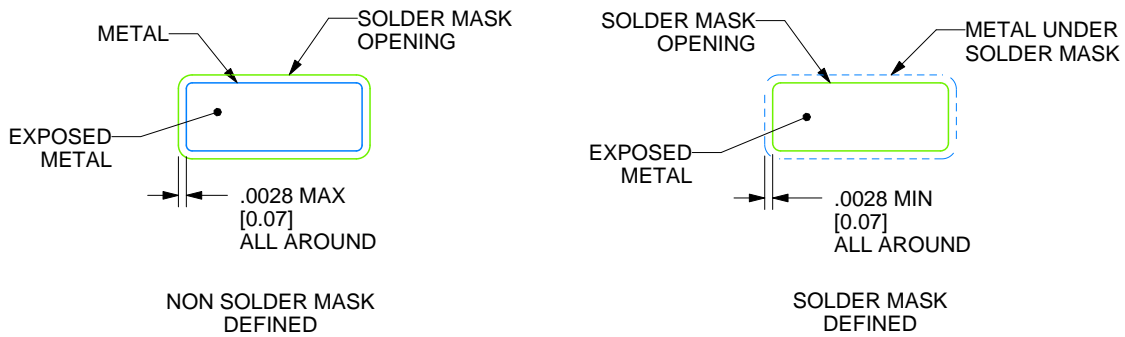 METAL
SOLDER MASK
OPENING
EXPOSED
METAL
.0028 MAX
[0.07]
ALL AROUND
NON SOLDER MASK
DEFINED
SOLDER MASK
OPENING
METAL UNDER
SOLDER MASK
EXPOSED
METAL
.0028 MIN
[0.07]
ALL AROUND
SOLDER MASK
DEFINED